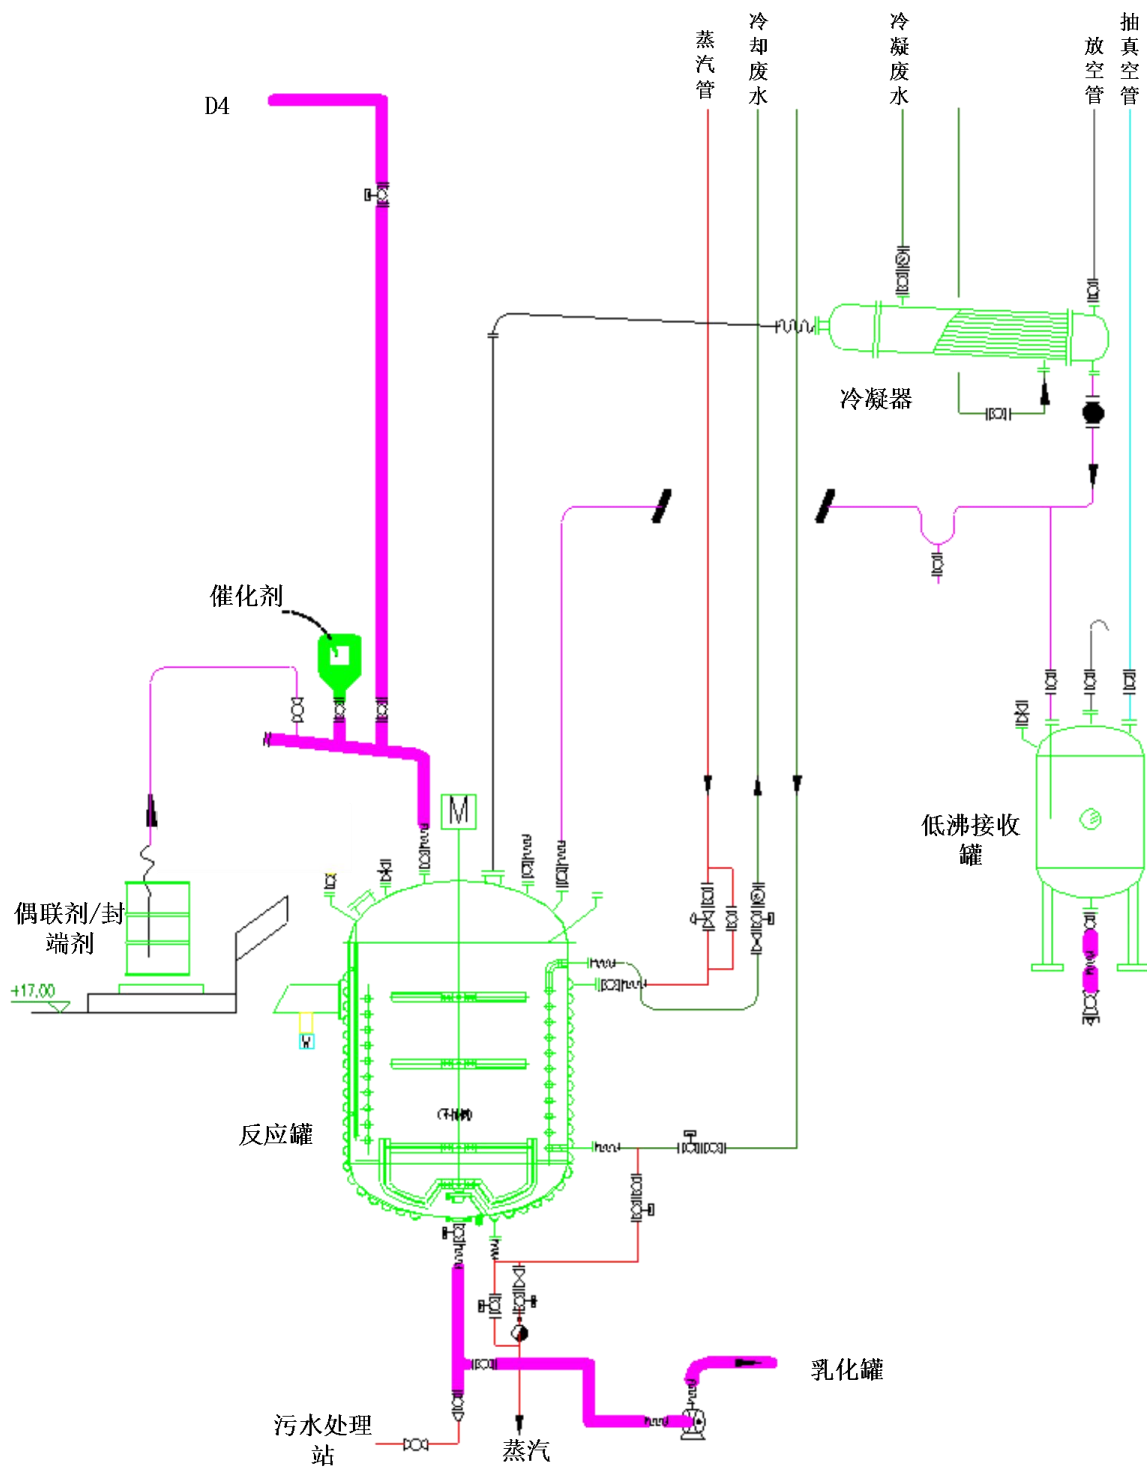 蒸汽管
冷却废水
冷凝废水
放空管
抽真空管
D4
冷凝器
催化剂
M
低沸接收
罐
偶联剂/封
端剂
+17,00
反应罐
乳化罐
污水处理
站
蒸汽